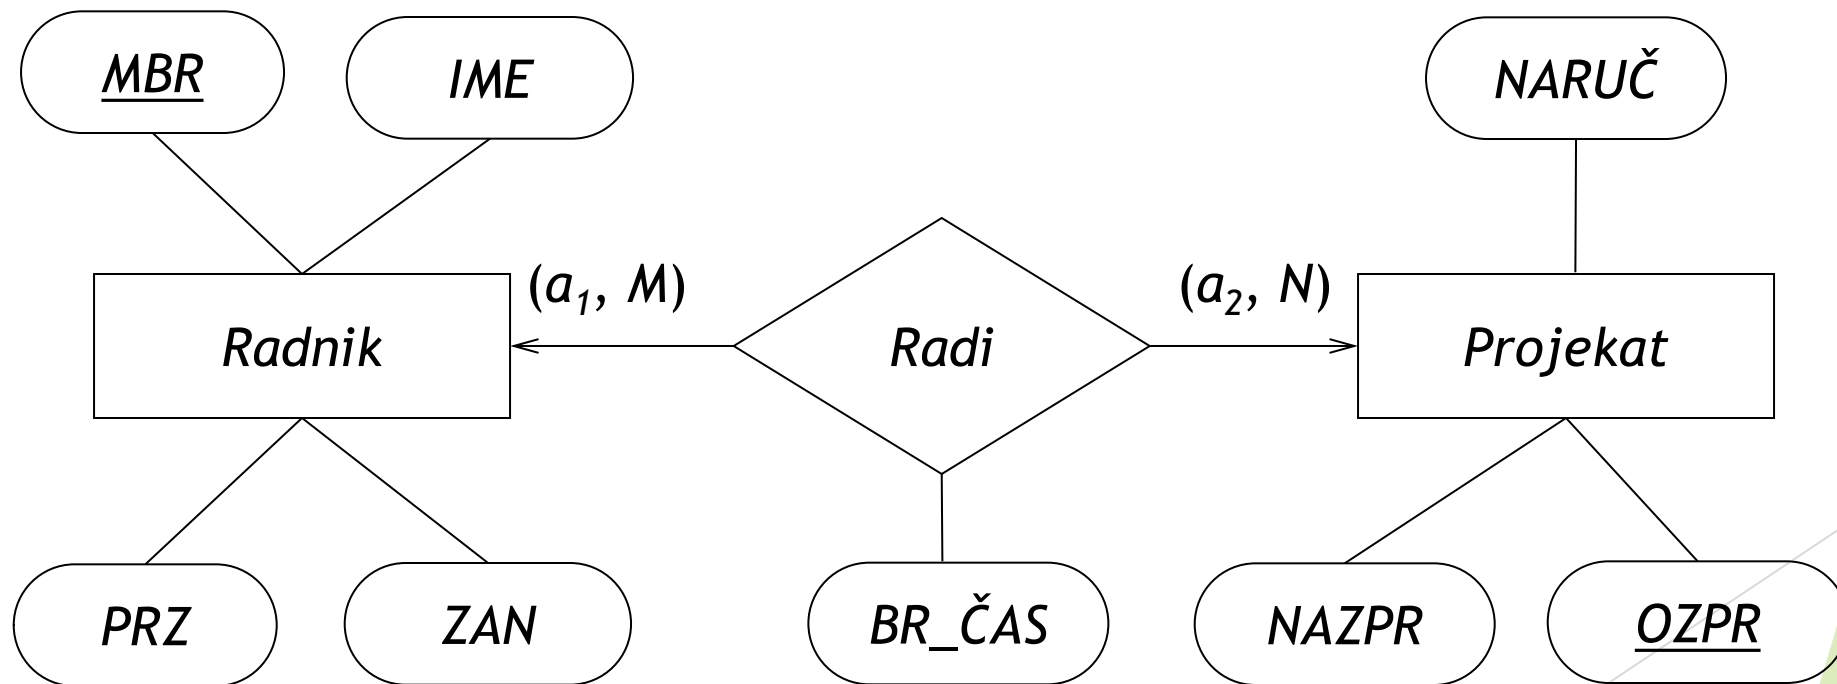 MBR
IME
NARUČ
(a₁, M)
(a₂, N)
Radnik
Radi
Projekat
PRZ
ZAN
BR_ČAS
NAZPR
OZPR